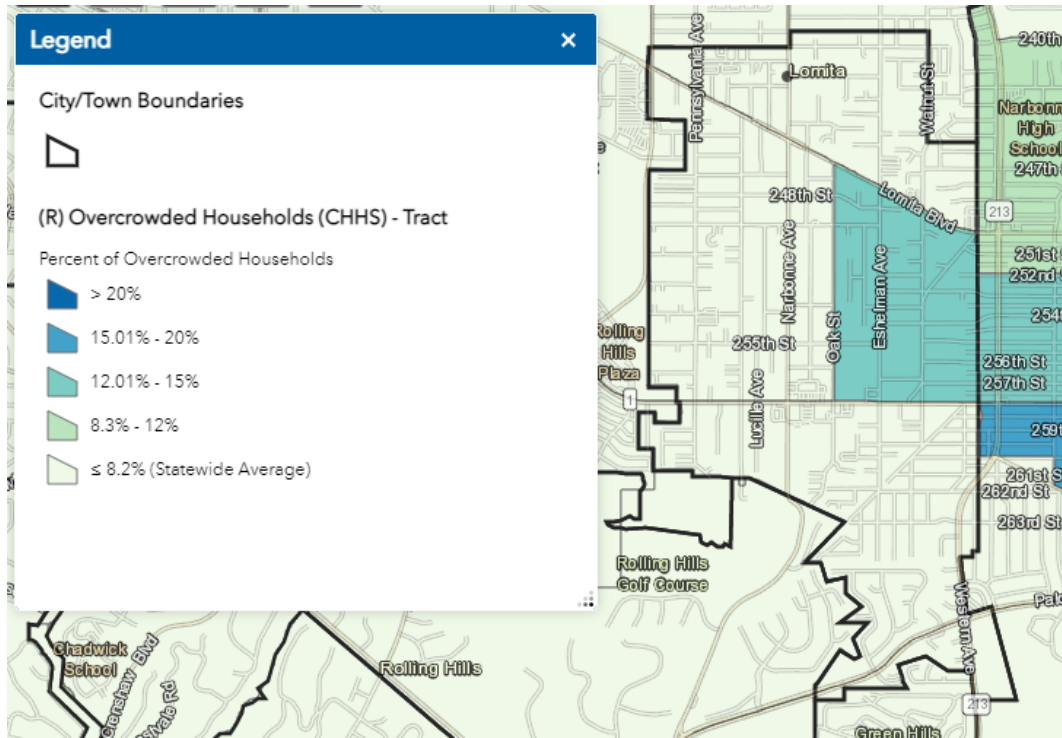 Legend
×
City/Town Boundaries
(R) Overcrowded Households (CHHS) - Tract
Percent of Overcrowded Households
> 20%
15.01% - 20%
12.01% - 15%
8.3% - 12%
≤ 8.2% (Statewide Average)
Pennsylvania Ave
Lomita
Walnut St
240th
Narbonn
High
School
247th
248th St
Lomita Blvd
213
Narbonne Ave
Oak St
Eshelman Ave
251st
252nd
254t
Rolling
Hills
Plaza
255th St
256th St
257th St
1
Lucille Ave
259t
261st S
262nd St
263rd St
Rolling Hills
Golf Course
Western Ave
Palo
Chadwick
School
Crenshaw Blvd
Rolling Hills
213
Green Hills